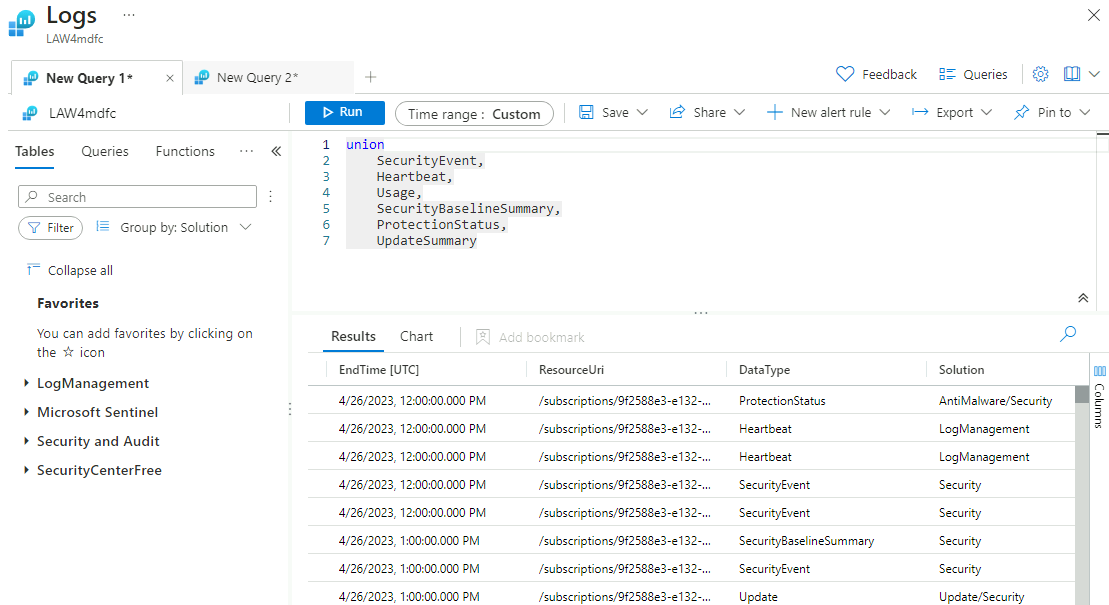 Logs ...
LAW4mdfc
New Query 1*
New Query 2*
Feedback
Queries
LAW4mdfc
Run
Time range : Custom
Save
Share
New alert rule
Export
Pin to
Tables
Queries
Functions
...
Search
Filter
Group by: Solution
Collapse all
Favorites
You can add favorites by clicking on
the ☆ icon
LogManagement
Microsoft Sentinel
Security and Audit
SecurityCenterFree
1 union
2 SecurityEvent,
3 Heartbeat,
4 Usage,
5 SecurityBaselineSummary,
6 ProtectionStatus,
7 UpdateSummary
Results
Chart
Add bookmark
EndTime [UTC] ResourceUri DataType Solution
4/26/2023, 12:00:00.000 PM /subscriptions/9f2588e3-e132-... ProtectionStatus AntiMalware/Security
4/26/2023, 12:00:00.000 PM /subscriptions/9f2588e3-e132-... Heartbeat LogManagement
4/26/2023, 12:00:00.000 PM /subscriptions/9f2588e3-e132-... Heartbeat LogManagement
4/26/2023, 12:00:00.000 PM /subscriptions/9f2588e3-e132-... SecurityEvent Security
4/26/2023, 12:00:00.000 PM /subscriptions/9f2588e3-e132-... SecurityEvent Security
4/26/2023, 1:00:00.000 PM /subscriptions/9f2588e3-e132-... SecurityBaselineSummary Security
4/26/2023, 1:00:00.000 PM /subscriptions/9f2588e3-e132-... SecurityEvent Security
4/26/2023, 1:00:00.000 PM /subscriptions/9f2588e3-e132-... Update Update/Security
Columns